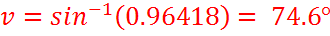 v = sin⁻¹(0.96418) = 74.6°